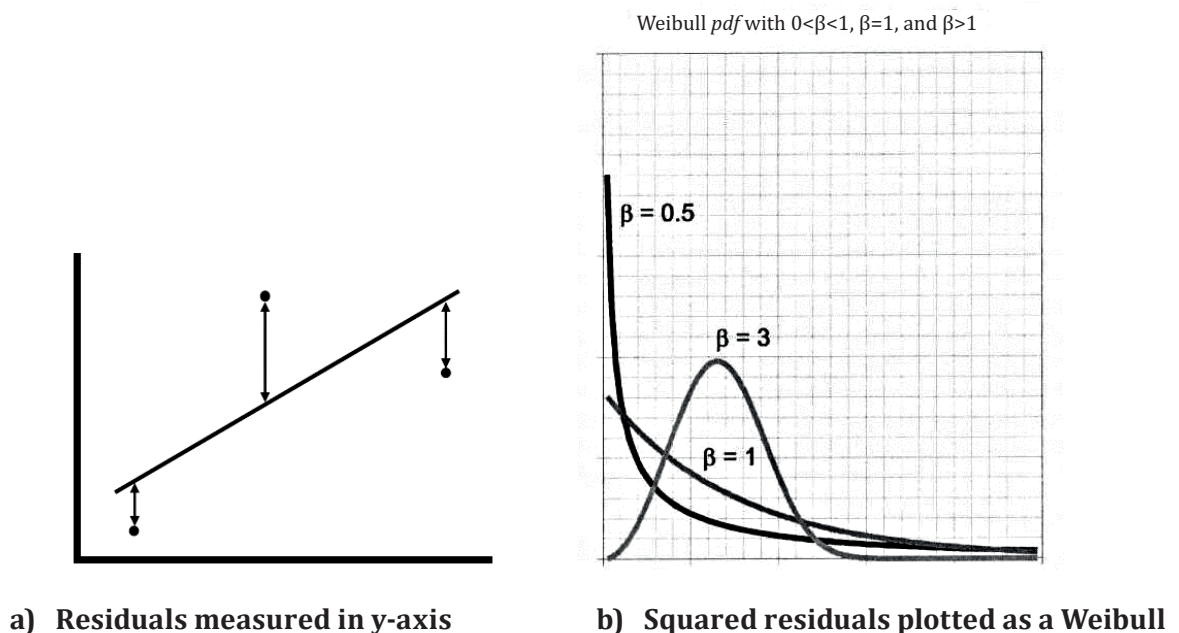 Weibull pdf with 0<β<1, β=1, and β>1
β = 0.5
β = 3
β = 1
a) Residuals measured in y-axis
b) Squared residuals plotted as a Weibull